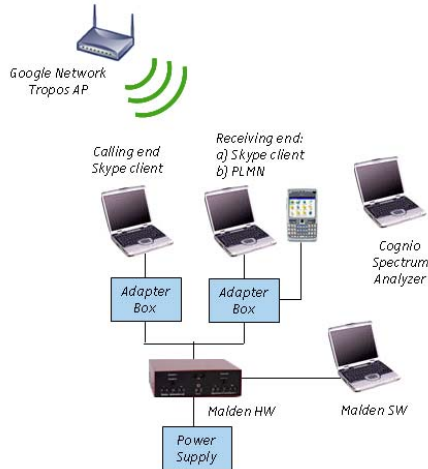 Google Network
Tropos AP
Calling end
Skype client
Receiving end:
a) Skype client
b) PLMN
Cognio
Spectrum
Analyzer
Adapter
Box
Adapter
Box
Malden HW
Malden SW
Power
Supply